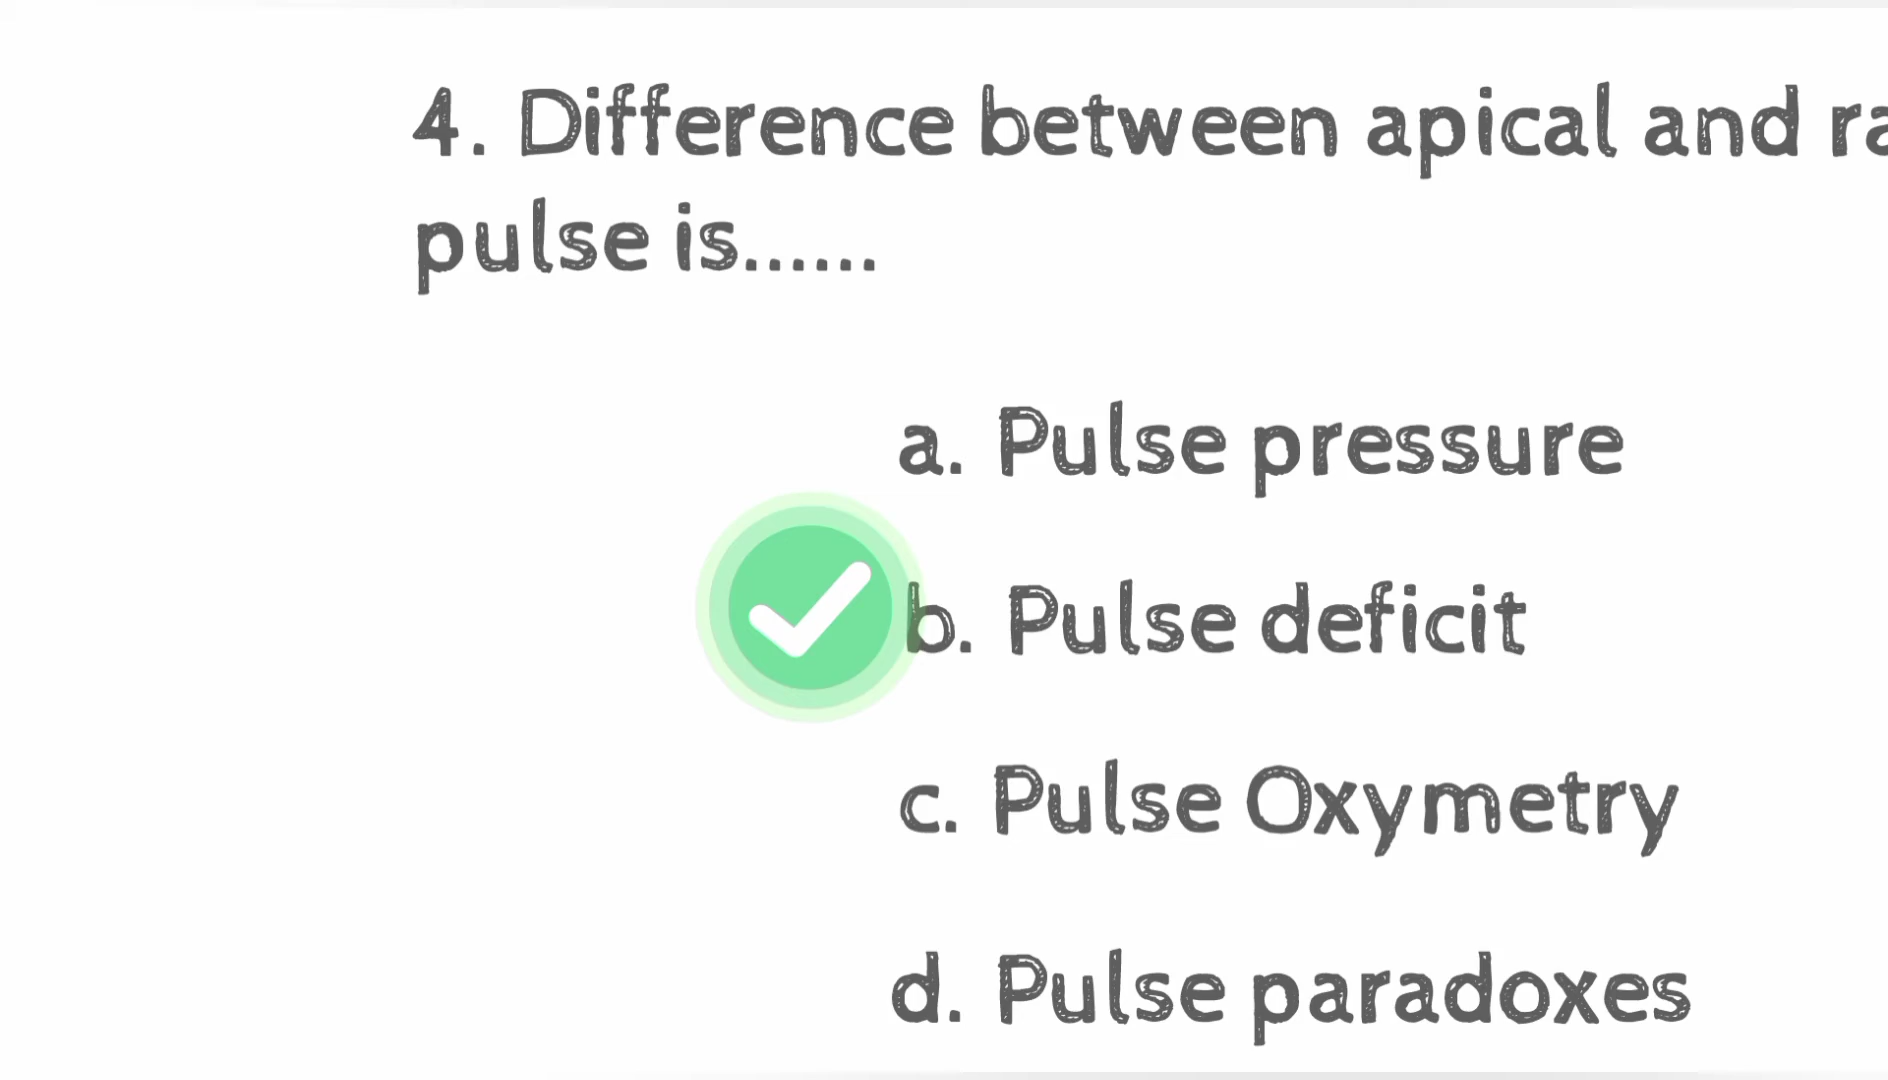 4. Difference between apical and ra
pulse is......
a. Pulse pressure
b. Pulse deficit
c. Pulse Oxymetry
d. Pulse paradoxes